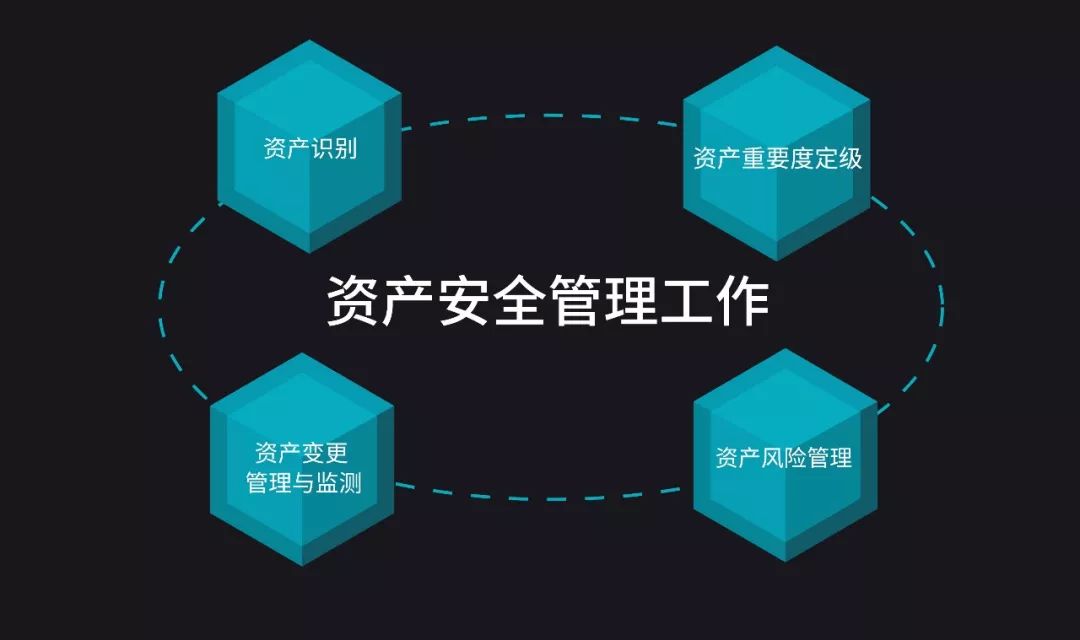 资产识别
资产重要度定级
资产安全管理工作
资产变更
管理与监测
资产风险管理